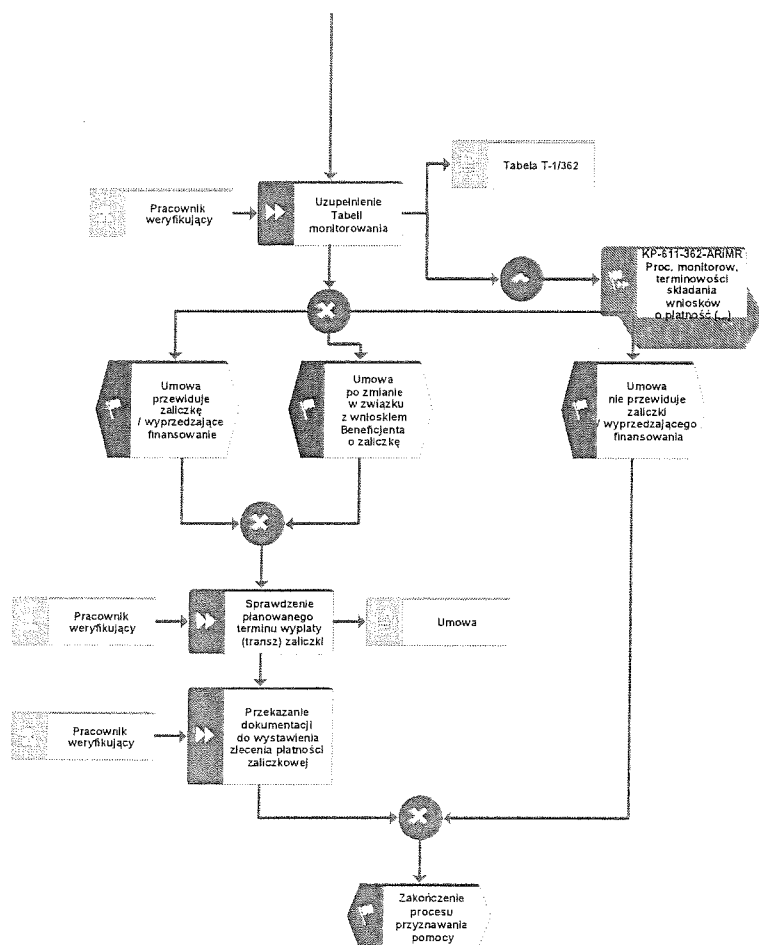 Tabela T-1/362
Pracownik
weryfikujący
Uzupełnienie
Tabeli
monitorowania
KP-611-362-ARiMR
Proc. monitorow.
terminowości
składania
wniosków
o płatność (...)
Umowa
przewiduje
zaliczkę
/ wyprzedzające
finansowanie
Umowa
po zmianie
w związku
z wnioskiem
Beneficjenta
o zaliczkę
Umowa
nie przewiduje
zaliczki
/ wyprzedzającego
finansowania
Pracownik
weryfikujący
Sprawdzenie
planowanego
terminu wypłaty
(transz) zaliczki
Umowa
Pracownik
weryfikujący
Przekazanie
dokumentacji
do wystawienia
zlecenia płatności
zaliczkowej
Zakończenie
procesu
przyznawania
pomocy